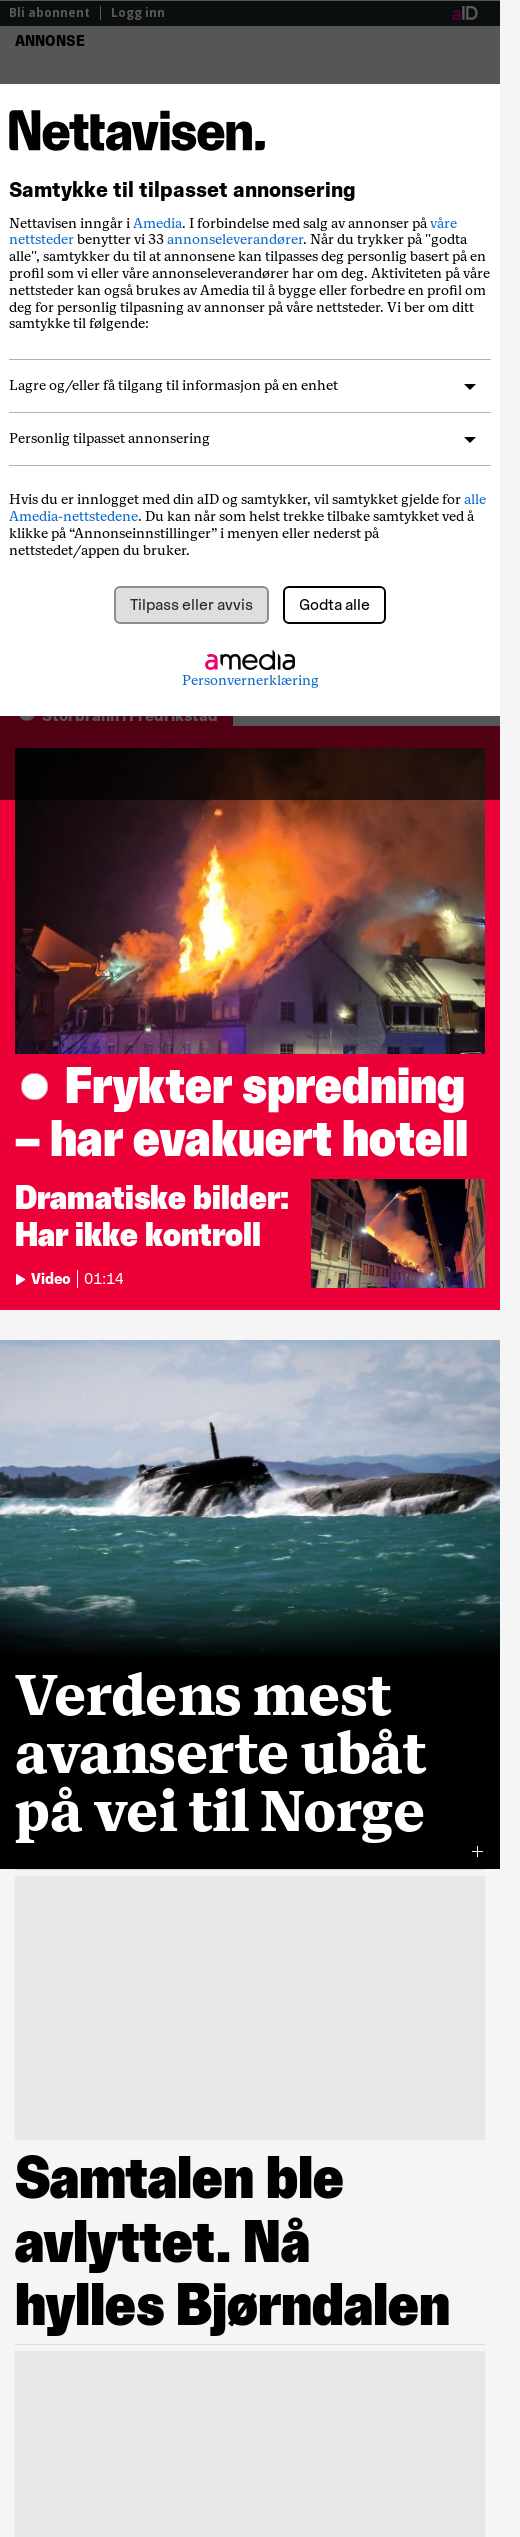 Bli abonnent | Logg inn
aID
ANNONSE
Nettavisen.
Samtykke til tilpasset annonsering
Nettavisen inngår i Amedia. I forbindelse med salg av annonser på våre
nettsteder benytter vi 33 annonseleverandører. Når du trykker på "godta
alle", samtykker du til at annonsene kan tilpasses deg personlig basert på en
profil som vi eller våre annonseleverandører har om deg. Aktiviteten på våre
nettsteder kan også brukes av Amedia til å bygge eller forbedre en profil om
deg for personlig tilpasning av annonser på våre nettsteder. Vi ber om ditt
samtykke til følgende:
Lagre og/eller få tilgang til informasjon på en enhet
Personlig tilpasset annonsering
Hvis du er innlogget med din aID og samtykker, vil samtykket gjelde for alle
Amedia-nettstedene. Du kan når som helst trekke tilbake samtykket ved å
klikke på “Annonseinnstillinger” i menyen eller nederst på
nettstedet/appen du bruker.
Tilpass eller avvis
Godta alle
amedia
Personvernerklæring
Storbrann i Fredrikstad
Frykter spredning
– har evakuert hotell
Dramatiske bilder:
Har ikke kontroll
Video | 01:14
Verdens mest
avanserte ubåt
på vei til Norge
+
Samtalen ble
avlyttet. Nå
hylles Bjørndalen